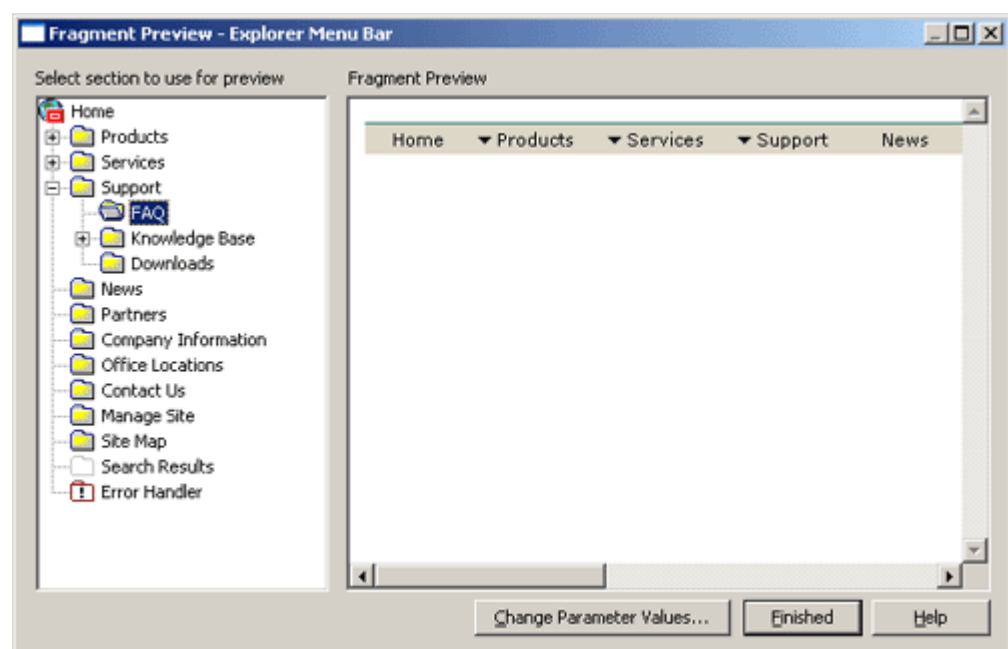 Fragment Preview - Explorer Menu Bar
Select section to use for preview
Fragment Preview
Home
Products
Services
Support
FAQ
Knowledge Base
Downloads
News
Partners
Company Information
Office Locations
Contact Us
Manage Site
Site Map
Search Results
Error Handler
Home Products Services Support News
Change Parameter Values... Finished Help